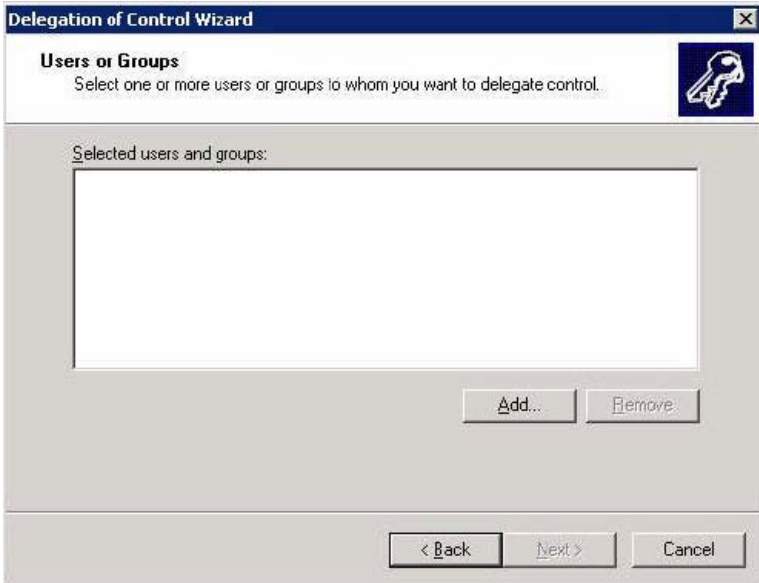 Delegation of Control Wizard
Users or Groups
Select one or more users or groups to whom you want to delegate control.
Selected users and groups:
Add...
Remove
< Back
Next >
Cancel